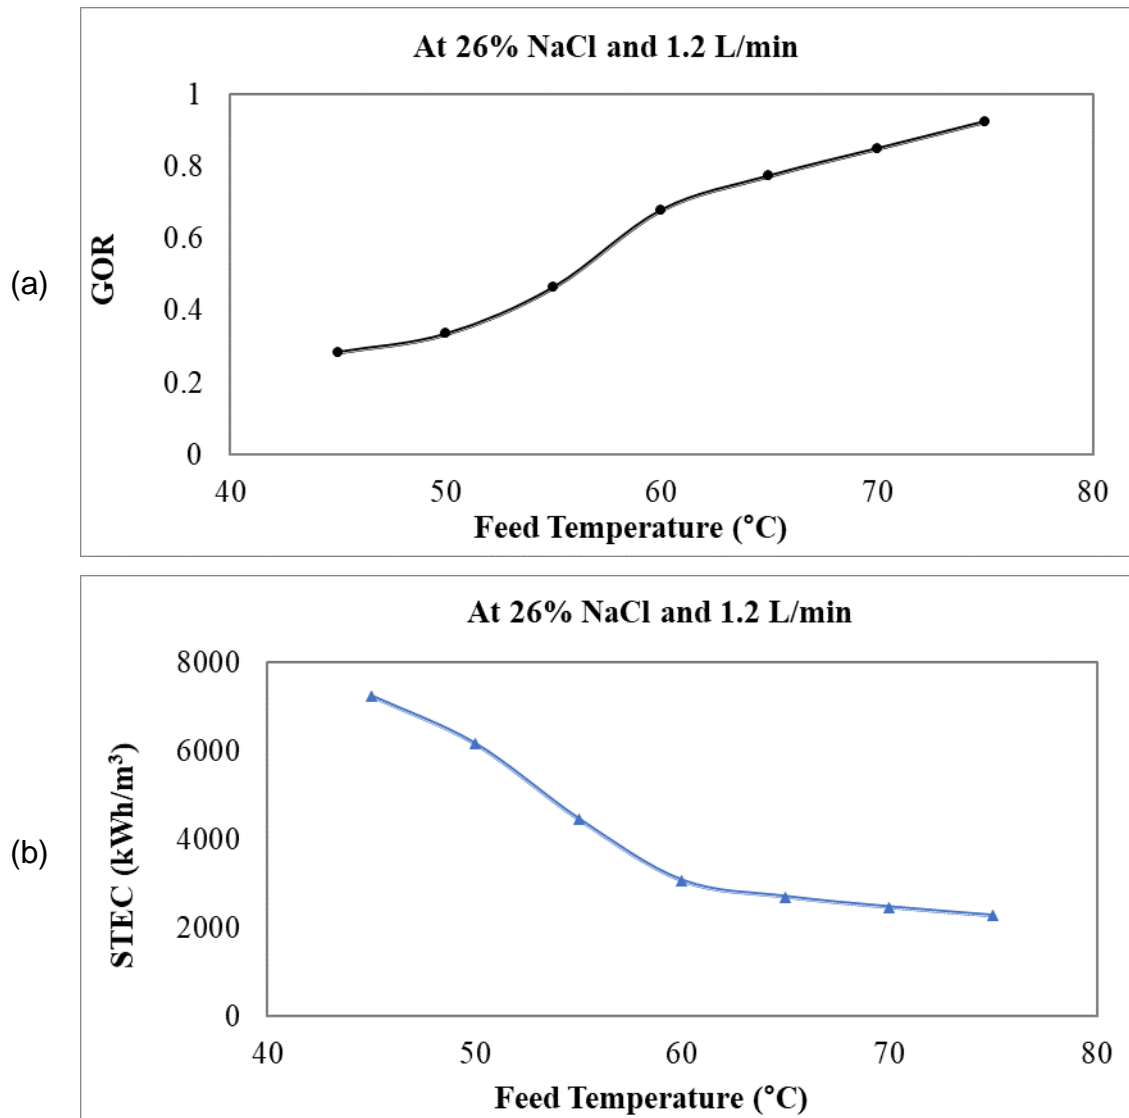 At 26% NaCl and 1.2 L/min
1
0.8
0.6
0.4
0.2
0
GOR
(a)
40 50 60 70 80
Feed Temperature (°C)
At 26% NaCl and 1.2 L/min
8000
6000
4000
2000
0
STEC (kWh/m³)
(b)
40 50 60 70 80
Feed Temperature (°C)